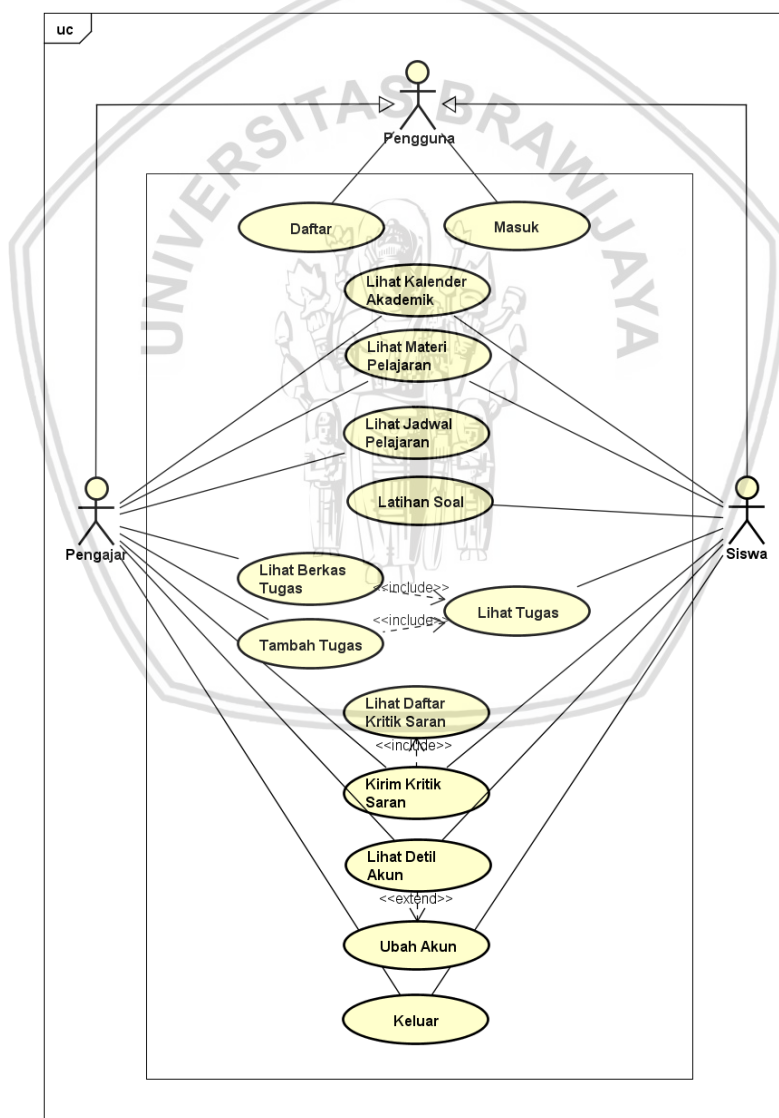 uc
UNIVERSITAS BRAWIJAYA
Pengguna
Daftar
Masuk
Lihat Kalender
Akademik
Lihat Materi
Pelajaran
Lihat Jadwal
Pelajaran
Latihan Soal
Pengajar
Siswa
Lihat Berkas
Tugas
<<include>>
Lihat Tugas
<<include>>
Tambah Tugas
Lihat Daftar
Kritik Saran
<<include>>
Kirim Kritik
Saran
Lihat Detil
Akun
<<extend>>
Ubah Akun
Keluar